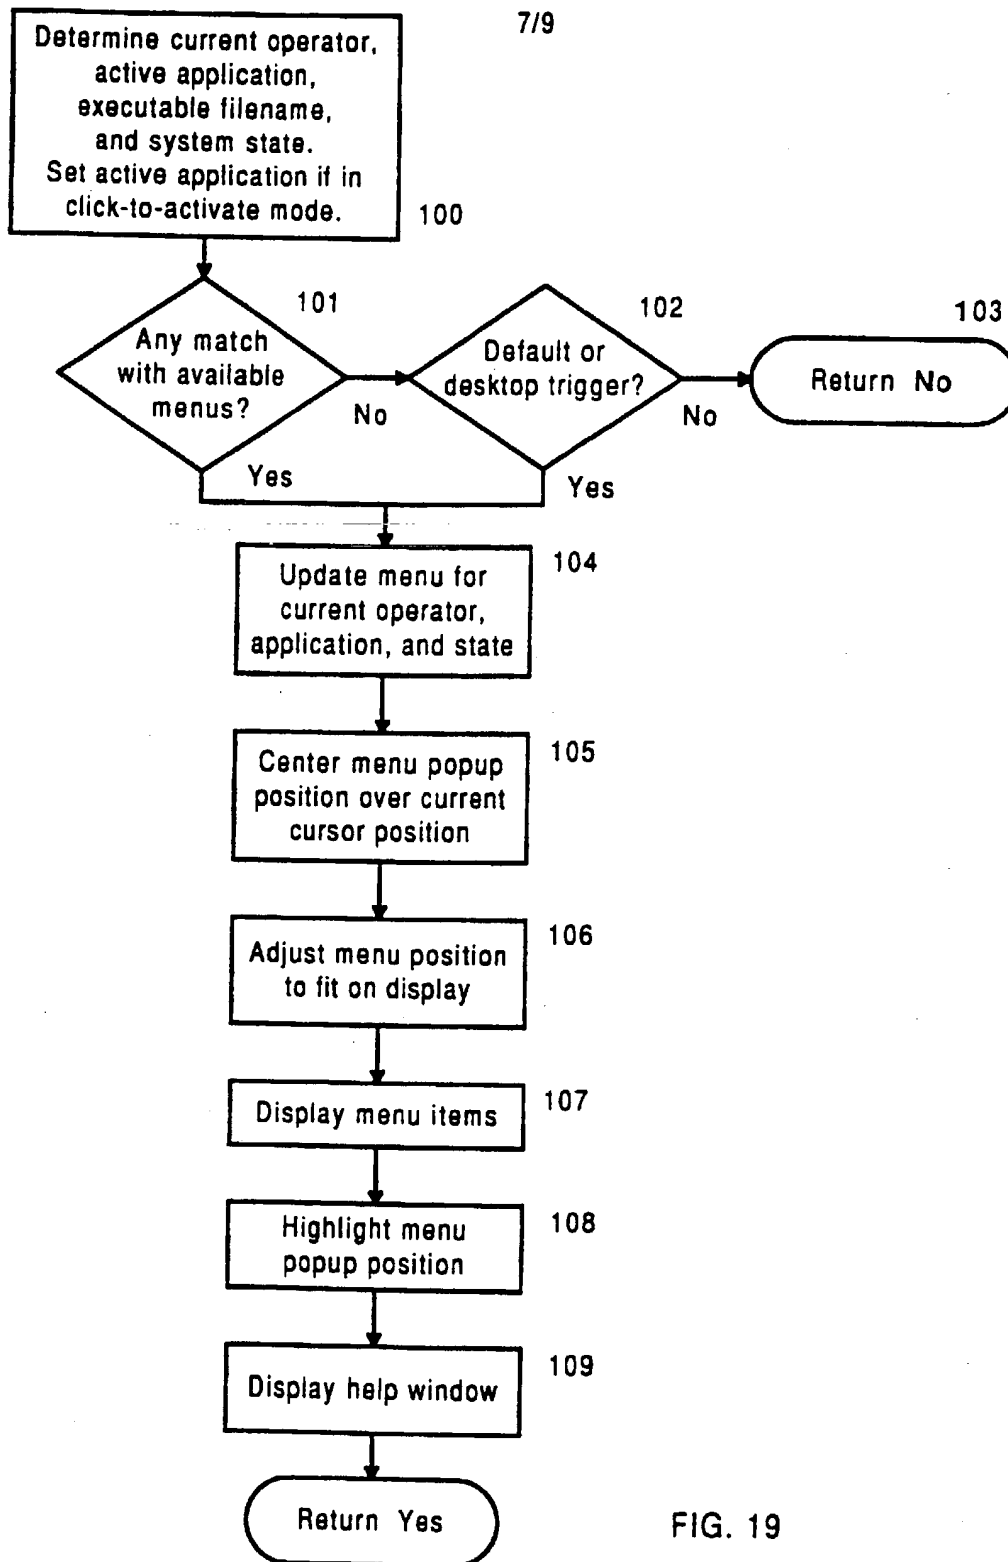 7/9
Determine current operator,
active application,
executable filename,
and system state.
Set active application if in
click-to-activate mode.
100
101
Any match
with available
menus?
No
Yes
102
Default or
desktop trigger?
No
Yes
103
Return No
104
Update menu for
current operator,
application, and state
105
Center menu popup
position over current
cursor position
106
Adjust menu position
to fit on display
107
Display menu items
108
Highlight menu
popup position
109
Display help window
Return Yes
FIG. 19